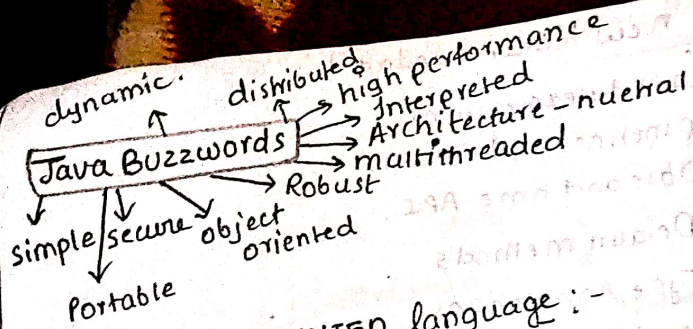 dynamic.
distributed
high performance
Interpreted
Architecture - nuetral
multithreaded
Java Buzzwords
Robust
simple
secure
object
oriented
Portable
language : -